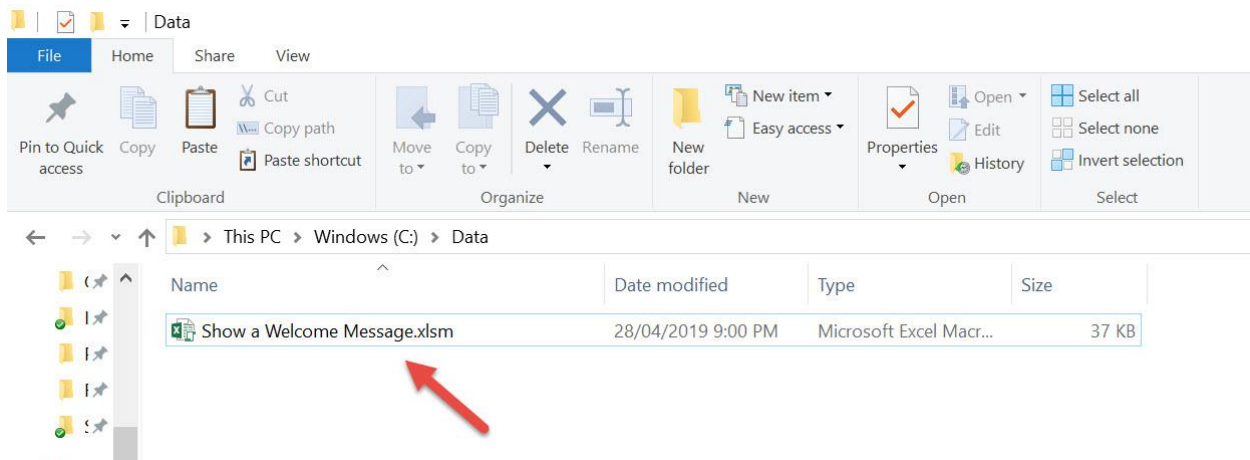 Data
File Home Share View
Pin to Quick access
Copy
Paste
Cut
Copy path
Paste shortcut
Clipboard
Move to
Copy to
Delete
Rename
Organize
New folder
New item
Easy access
New
Properties
Open
Edit
History
Open
Select all
Select none
Invert selection
Select
This PC > Windows (C:) > Data
Name Date modified Type Size
Show a Welcome Message.xlsm 28/04/2019 9:00 PM Microsoft Excel Macr... 37 KB